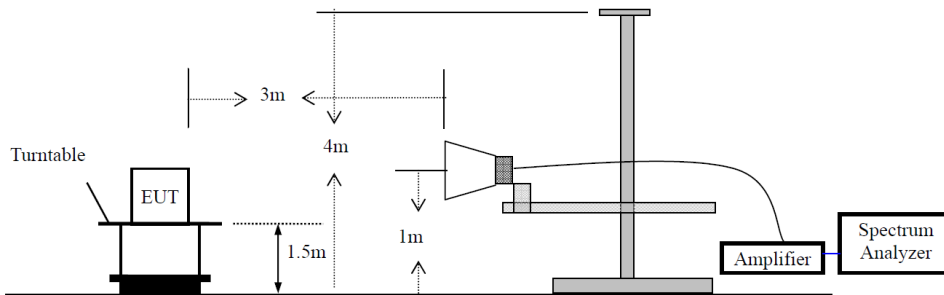 3m
4m
Turntable
EUT
1.5m
1m
Amplifier
Spectrum
Analyzer